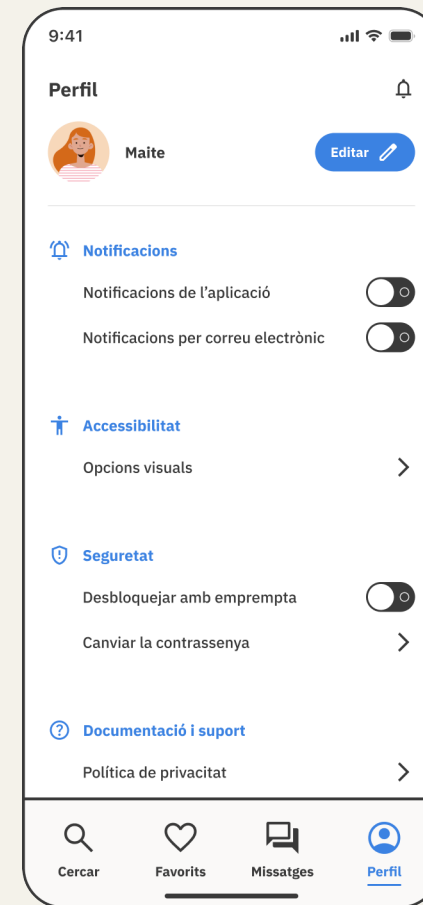 9:41
Perfil
Maite
Editar
Notificacions
Notificacions de l'aplicació
Notificacions per correu electrònic
Accessibilitat
Opcions visuals
Seguretat
Desbloquejar amb emprempta
Canviar la contrassenya
Documentació i suport
Política de privacitat
Cercar Favorits Missatges Perfil